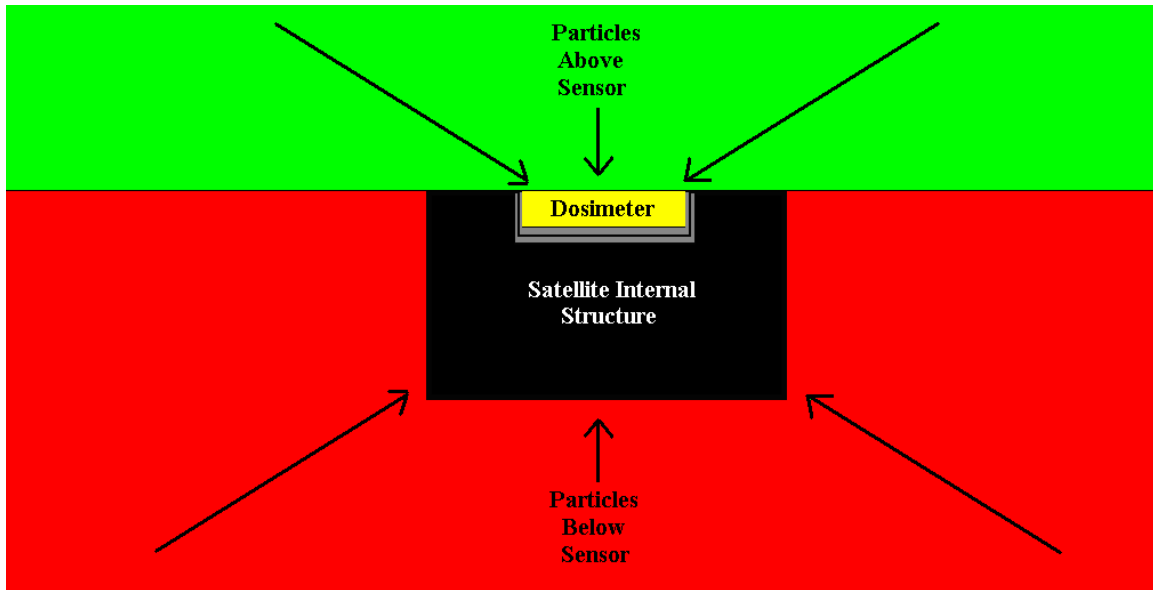 Particles
Above
Sensor
Dosimeter
Satellite Internal
Structure
Particles
Below
Sensor